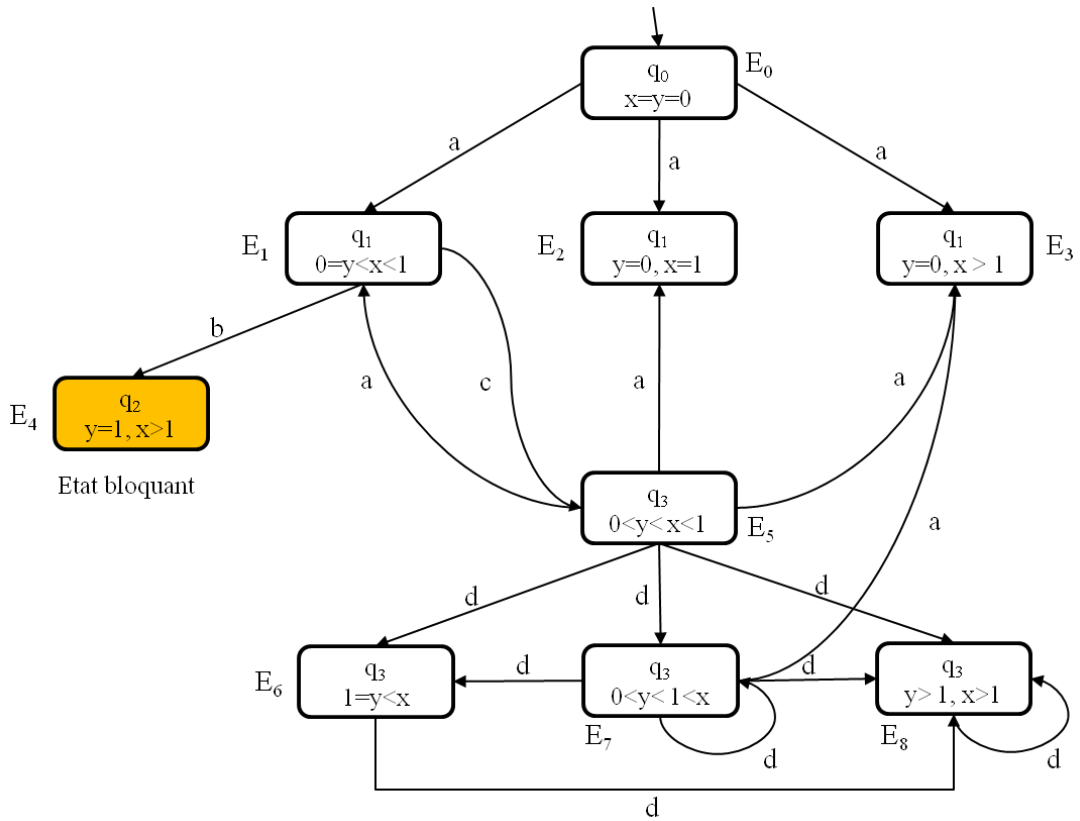 q₀ E₀
x=y=0
a
a
a
E₁
q₁
0=y<x<1
E₂
q₁
y=0, x=1
q₁ E₃
y=0, x > 1
b
E₄
q₂
y=1, x>1
Etat bloquant
a
c
a
a
q₃
0<y<x<1 E₅
a
d
d
d
E₆
q₃
1=y<x
d
q₃
0<y<1<x
E₇
d
q₃
y>1, x>1
E₈
d
d
d